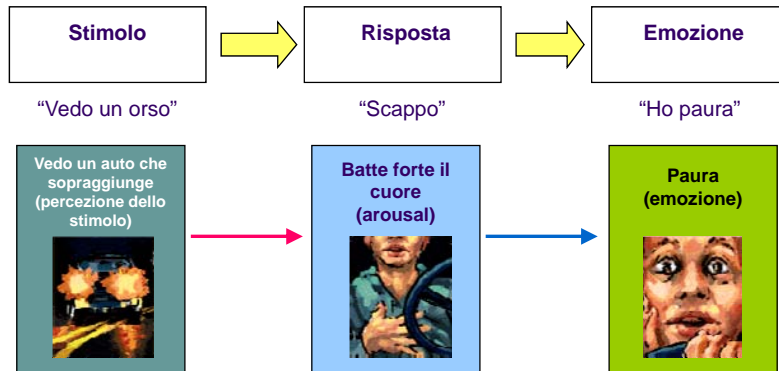 Stimolo
Risposta
Emozione
“Vedo un orso”
“Scappo”
“Ho paura”
Vedo un auto che
sopraggiunge
(percezione dello
stimolo)
Batte forte il
cuore
(arousal)
Paura
(emozione)